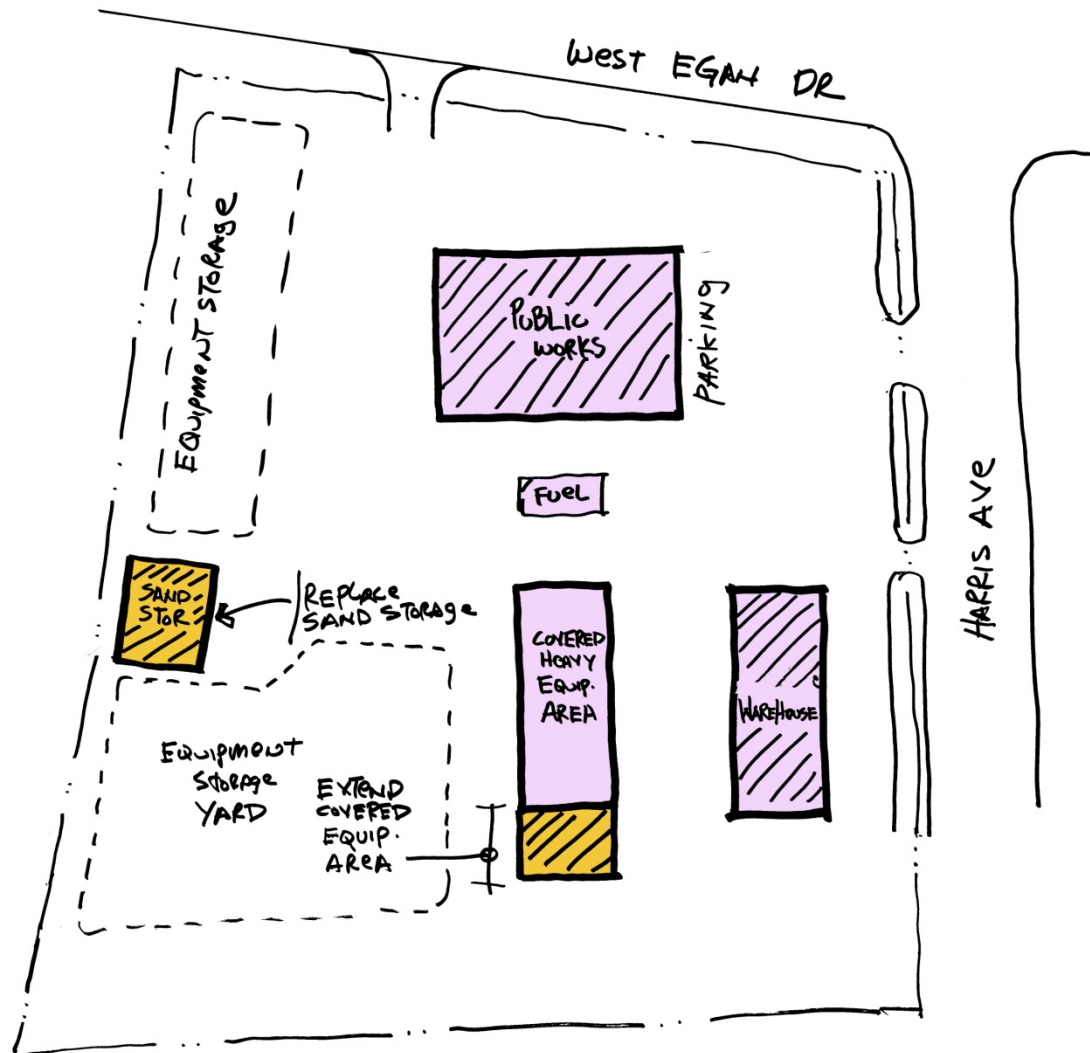 WEST EGAN DR
EQUIPMENT STORAGE
PUBLIC
WORKS
PARKING
FUEL
HARRIS AVE
SAND
STOR
REPLACE
SAND STORAGE
COVERED
HEAVY
EQUIP.
AREA
WAREHOUSE
EQUIPMENT
STORAGE
YARD
EXTEND
COVERED
EQUIP.
AREA